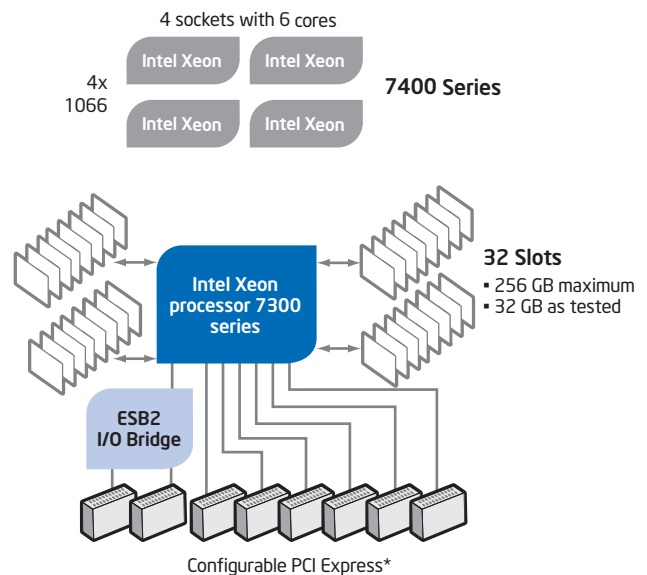 4 sockets with 6 cores
Intel Xeon
Intel Xeon
4x
1066
7400 Series
Intel Xeon
Intel Xeon
32 Slots
▪ 256 GB maximum
▪ 32 GB as tested
Intel Xeon
processor 7300
series
ESB2
I/O Bridge
Configurable PCI Express*